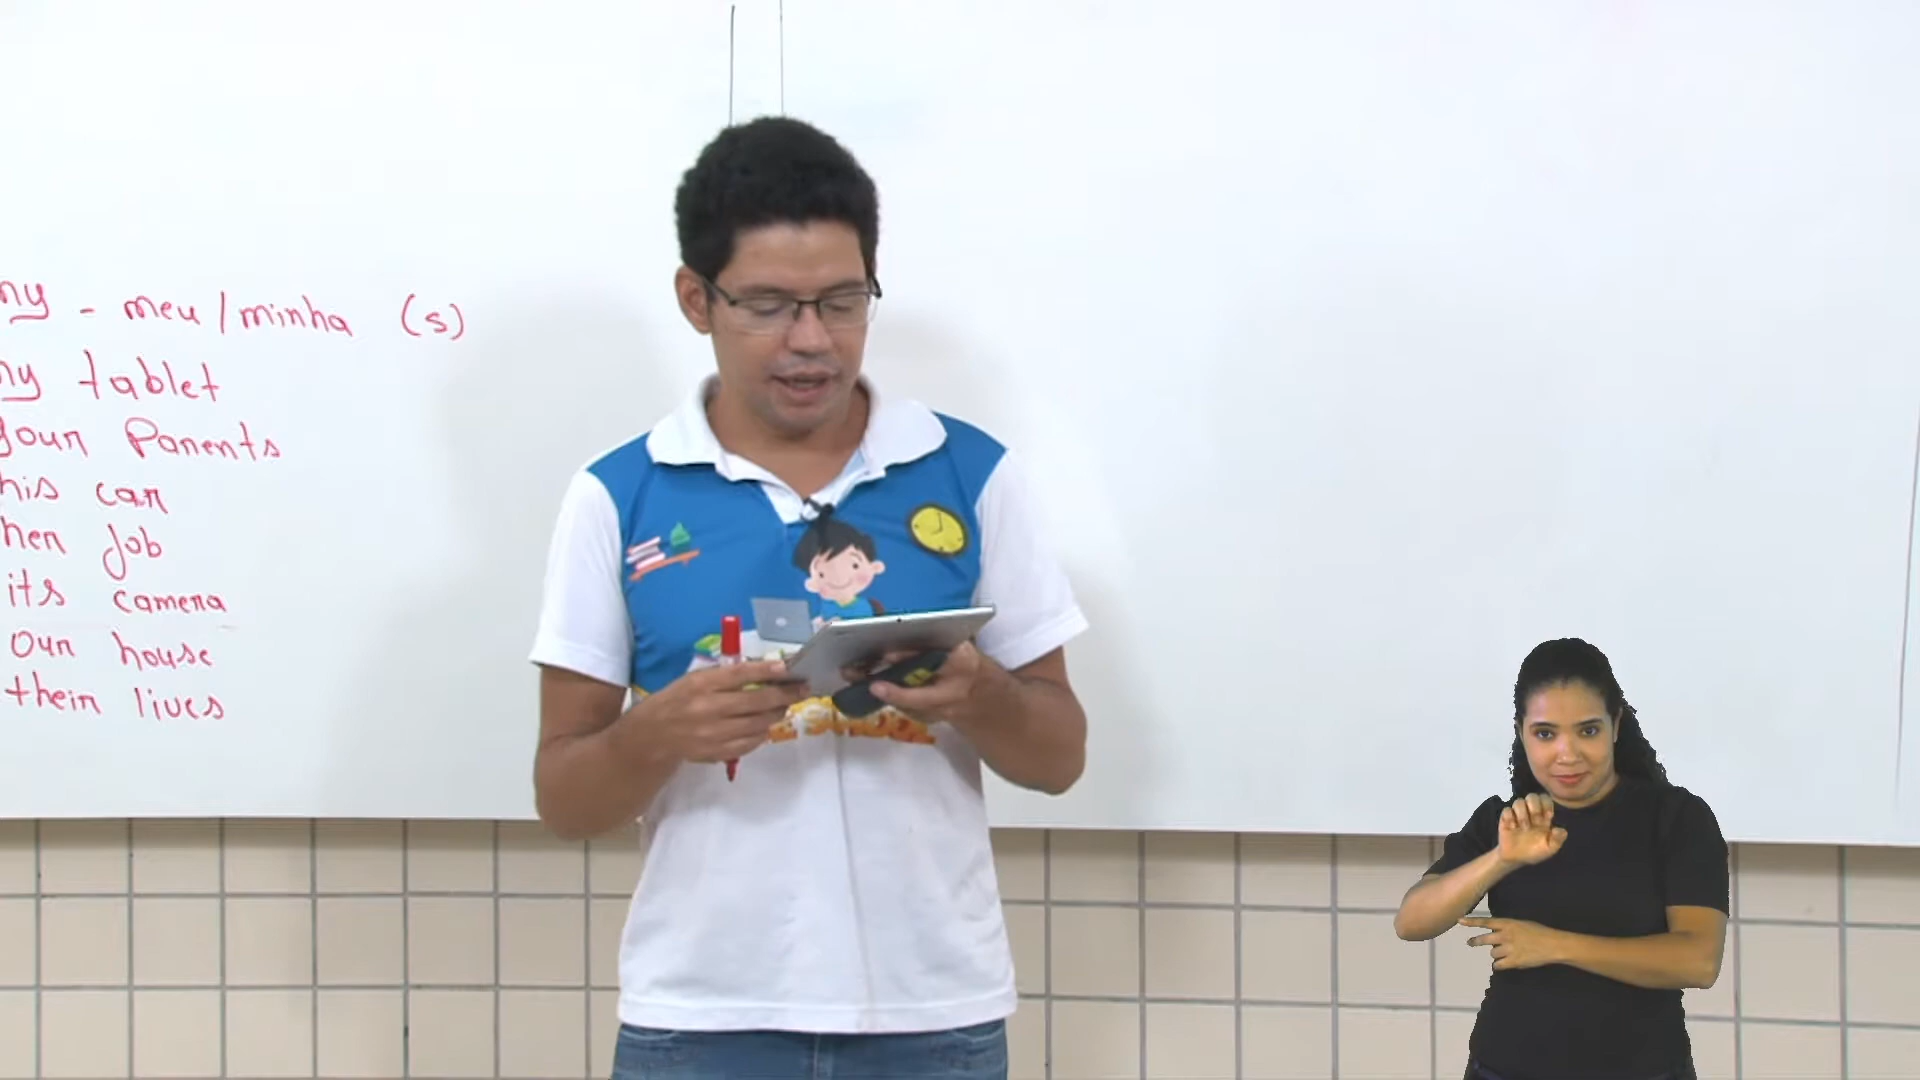 my - meu/minha (s)
my tablet
your Parents
his car
her job
its camera
our house
their lives